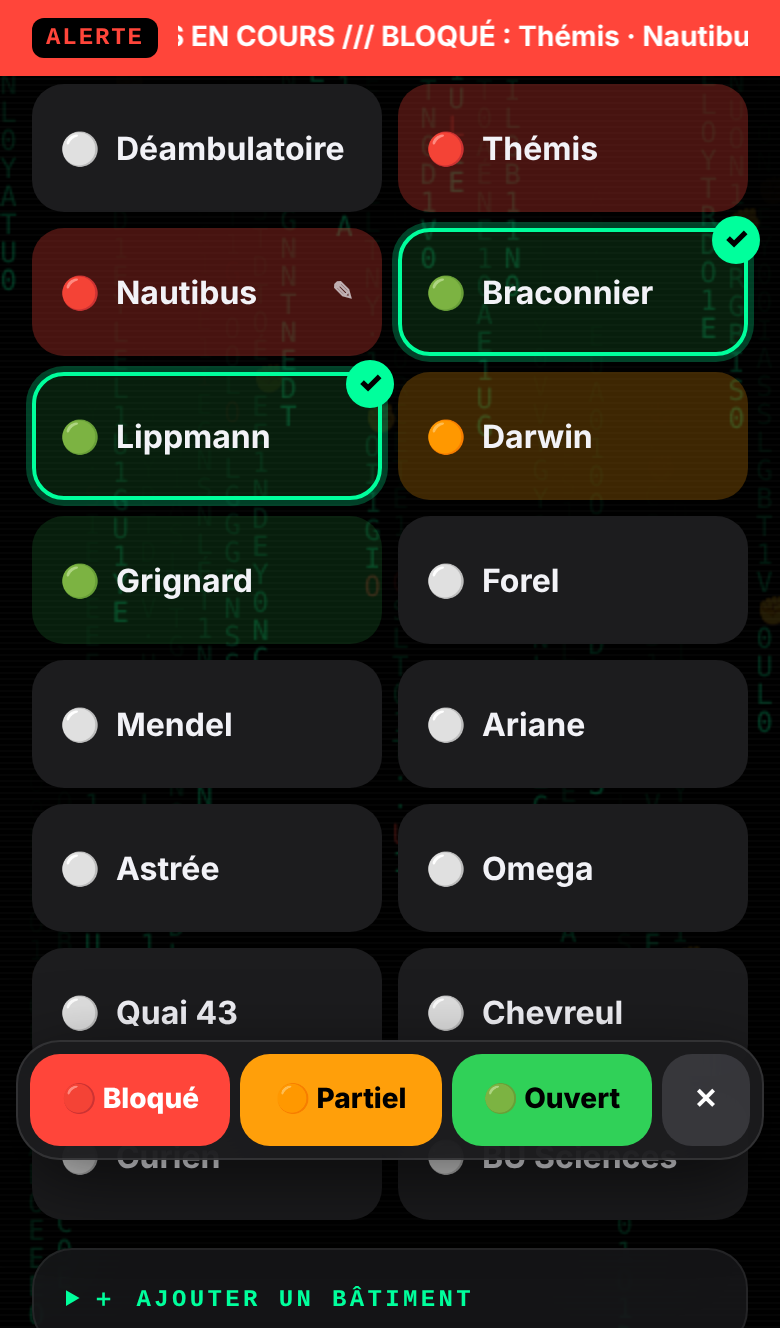 ALERTE EN COURS /// BLOQUÉ : Thémis · Nautibu
Déambulatoire
Thémis
Nautibus
Braconnier
Lippmann
Darwin
Grignard
Forel
Mendel
Ariane
Astrée
Omega
Quai 43
Chevreul
Bloqué
Partiel
Ouvert
✕
Curien
BU Sciences
+ AJOUTER UN BÂTIMENT